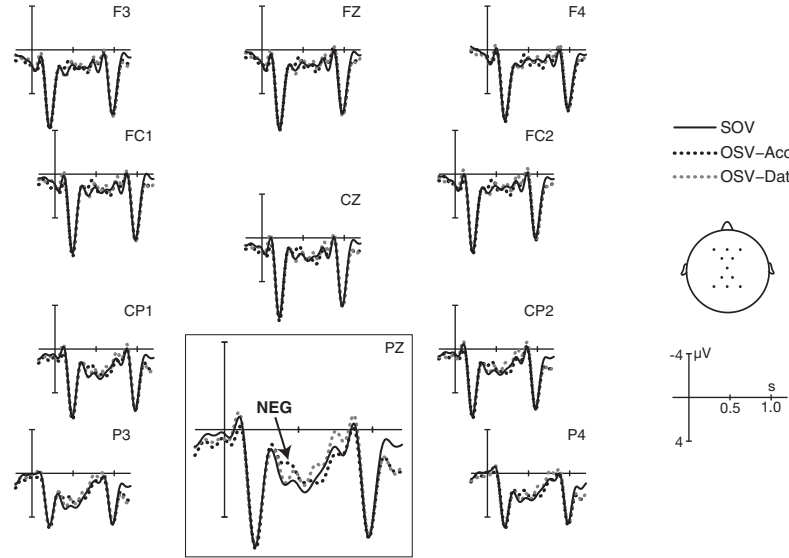 F3
FZ
F4
FC1
FC2
SOV
OSV–Acc
OSV–Dat
CZ
CP1
CP2
PZ
NEG
P3
P4
-4
µV
s
0.5
1.0
4